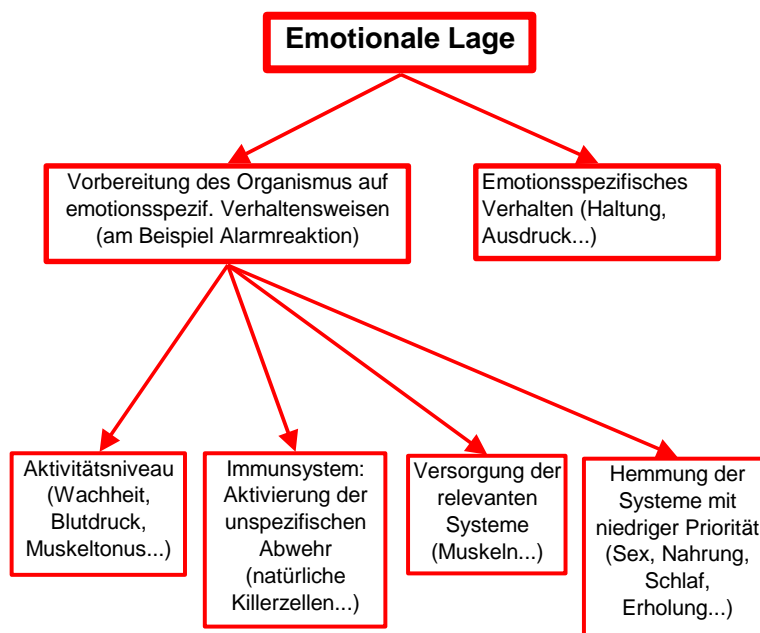 Emotionale Lage
Vorbereitung des Organismus auf
emotionsspezif. Verhaltensweisen
(am Beispiel Alarmreaktion)
Emotionsspezifisches
Verhalten (Haltung,
Ausdruck...)
Aktivitätsniveau
(Wachheit,
Blutdruck,
Muskeltonus...)
Immunsystem:
Aktivierung der
unspezifischen
Abwehr
(natürliche
Killerzellen...)
Versorgung der
relevanten
Systeme
(Muskeln...)
Hemmung der
Systeme mit
niedriger Priorität
(Sex, Nahrung,
Schlaf,
Erholung...)